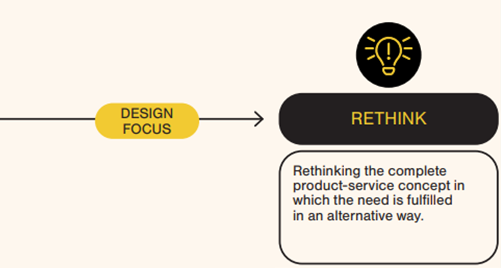 DESIGN
FOCUS
RETHINK
Rethinking the complete
product-service concept in
which the need is fulfilled
in an alternative way.